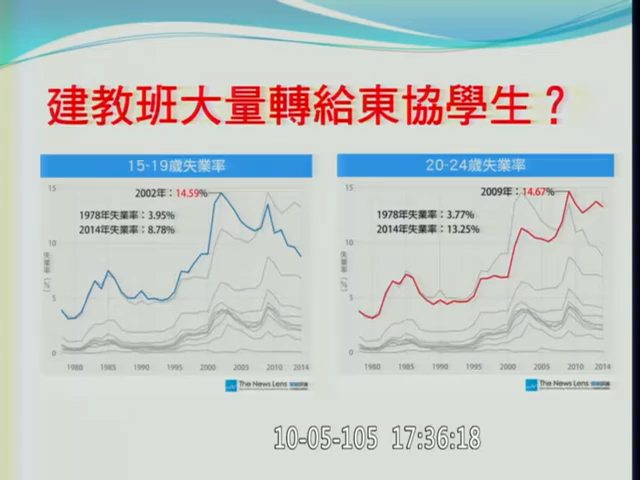 建教班大量轉給東協學生？
15-19歲失業率
15
2002年：14.59%
1978年失業率：3.95%
2014年失業率：8.78%
10
失業率(%)
5
0
1980 1985 1990 1995 2000 2005 2010 2014
The News Lens
20-24歲失業率
15
2009年：14.67%
1978年失業率：3.77%
2014年失業率：13.25%
10
失業率(%)
5
0
1980 1985 1990 1995 2000 2005 2010 2014
The News Lens
10-05-105 17:36:18